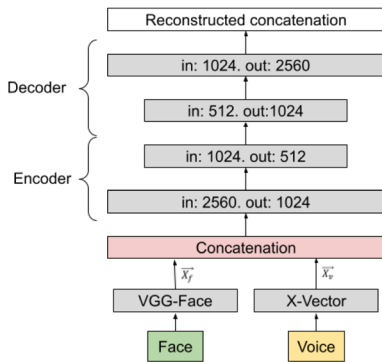 Reconstructed concatenation
Decoder
in: 1024. out: 2560
in: 512. out:1024
Encoder
in: 1024. out: 512
in: 2560. out: 1024
Concatenation
X_f X_v
VGG-Face X-Vector
Face Voice